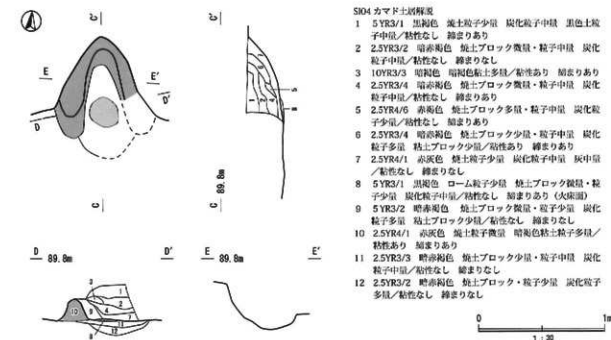 SI04 カマド土層解説
1 5YR3/1 黒褐色 焼土粒子少量 炭化粒子中量 黒色土粒
子中量/粘性なし 締まりあり
2 2.5YR3/2 暗赤褐色 焼土ブロック微量・粒子中量 炭化
粒子中量/粘性なし 締まりなし
3 10YR3/3 暗褐色 暗褐色粘土多量/粘性あり 締まりあり
4 2.5YR3/4 暗赤褐色 焼土ブロック微量・粒子中量 炭化
粒子中量/粘性なし 締まりあり
5 2.5YR4/6 赤褐色 焼土ブロック多量・粒子中量 炭化粒
子少量/粘性なし 締まりあり
6 2.5YR3/4 暗赤褐色 焼土ブロック少量・粒子中量 炭化
粒子多量 粘土ブロック少量/粘性あり 締まりあり
7 2.5YR4/1 赤灰色 焼土粒子少量 炭化粒子中量 灰中量
/粘性なし 締まりなし
8 5YR3/1 黒褐色 ローム粒子少量 焼土ブロック微量・粒
子少量 炭化粒子中量/粘性なし 締まりあり(火床面)
9 5YR3/2 暗赤褐色 焼土ブロック微量・粒子少量 炭化
粒子多量 粘土ブロック少量/粘性なし 締まりなし
10 2.5YR4/1 赤灰色 焼土粒子微量 暗褐色粘土粒子多量/
粘性あり 締まりあり
11 2.5YR3/3 暗赤褐色 焼土ブロック少量・粒子中量 炭化
粒子中量/粘性なし 締まりなし
12 2.5YR3/2 暗赤褐色 焼土ブロック・粒子少量 炭化粒子
多量/粘性なし 締まりなし
C' C'
E E'
D D'
C C
89.8m
D 89.8m D'
E 89.8m E'
1
2
3
4
7
8
9
10
11
12
0 1m
1:30